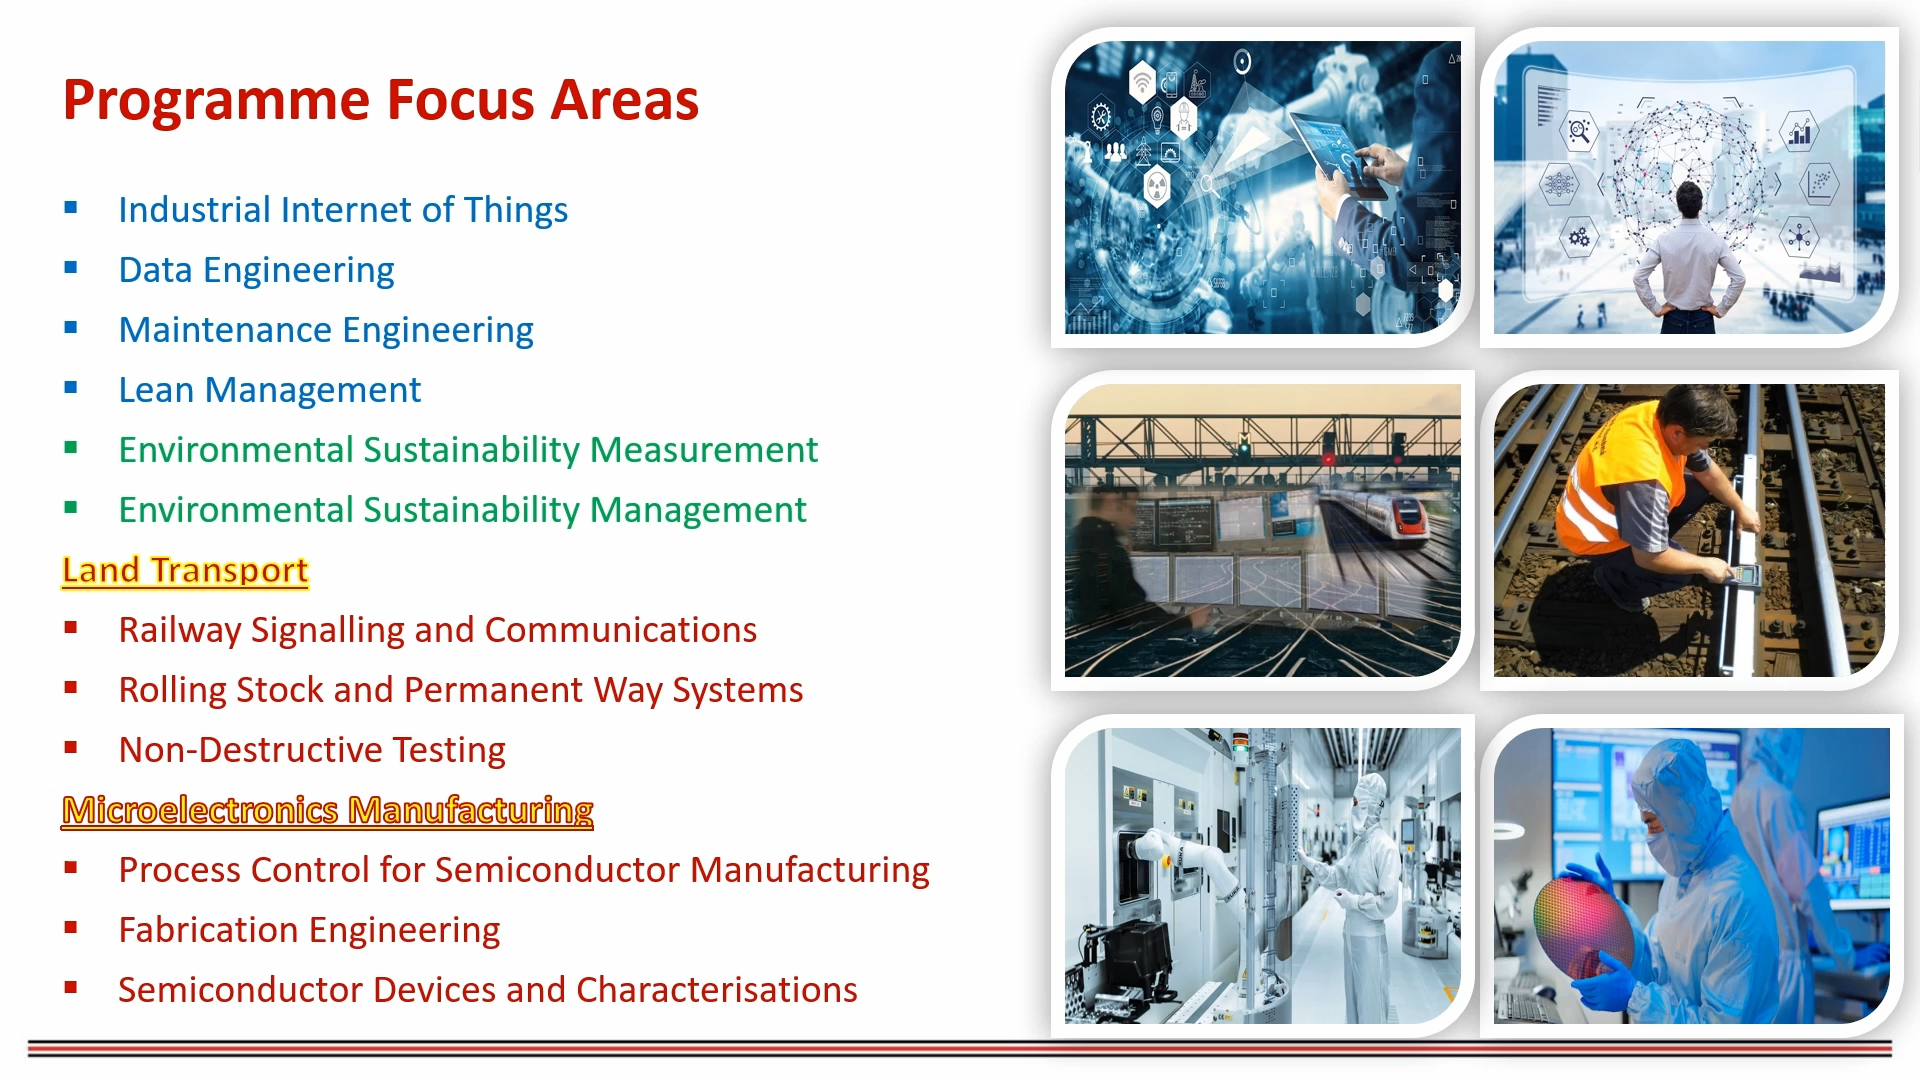 Programme Focus Areas
Industrial Internet of Things
Data Engineering
Maintenance Engineering
Lean Management
Environmental Sustainability Measurement
Environmental Sustainability Management
Land Transport
Railway Signalling and Communications
Rolling Stock and Permanent Way Systems
Non-Destructive Testing
Microelectronics Manufacturing
Process Control for Semiconductor Manufacturing
Fabrication Engineering
Semiconductor Devices and Characterisations